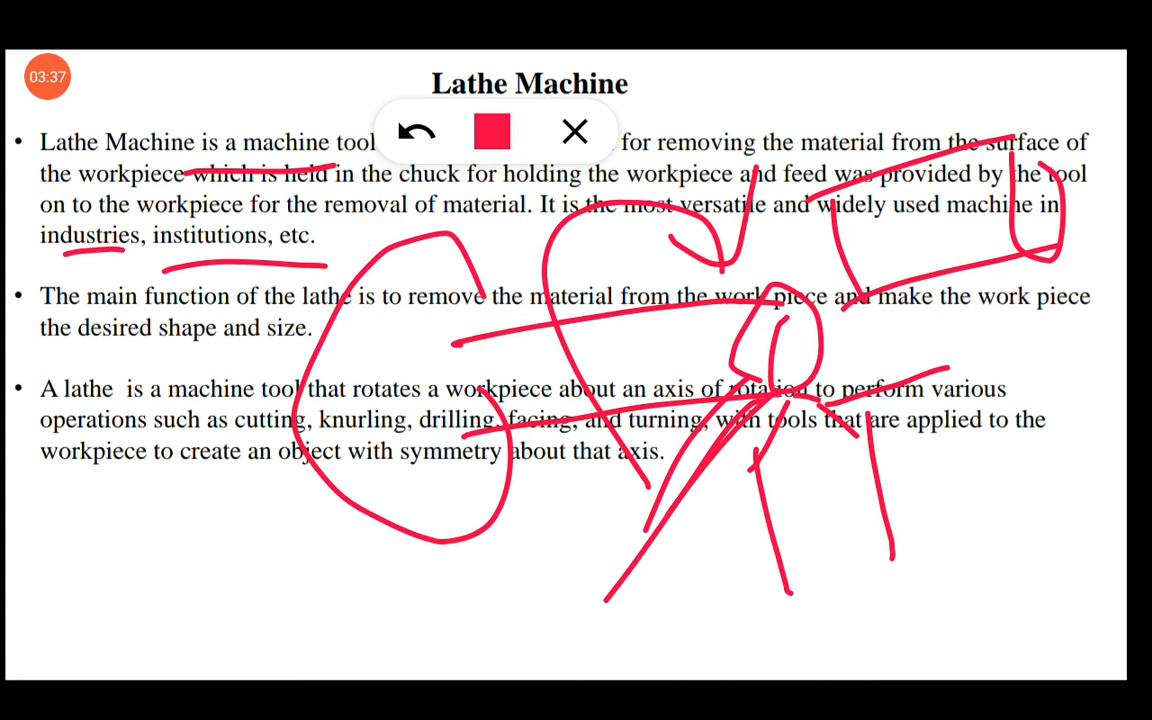 03:37
Lathe Machine
• Lathe Machine is a machine tool for removing the material from the surface of
the workpiece which is held in the chuck for holding the workpiece and feed was provided by the tool
on to the workpiece for the removal of material. It is the most versatile and widely used machine in
industries, institutions, etc.
• The main function of the lathe is to remove the material from the work piece and make the work piece
the desired shape and size.
• A lathe is a machine tool that rotates a workpiece about an axis of rotation to perform various
operations such as cutting, knurling, drilling, facing, and turning, with tools that are applied to the
workpiece to create an object with symmetry about that axis.